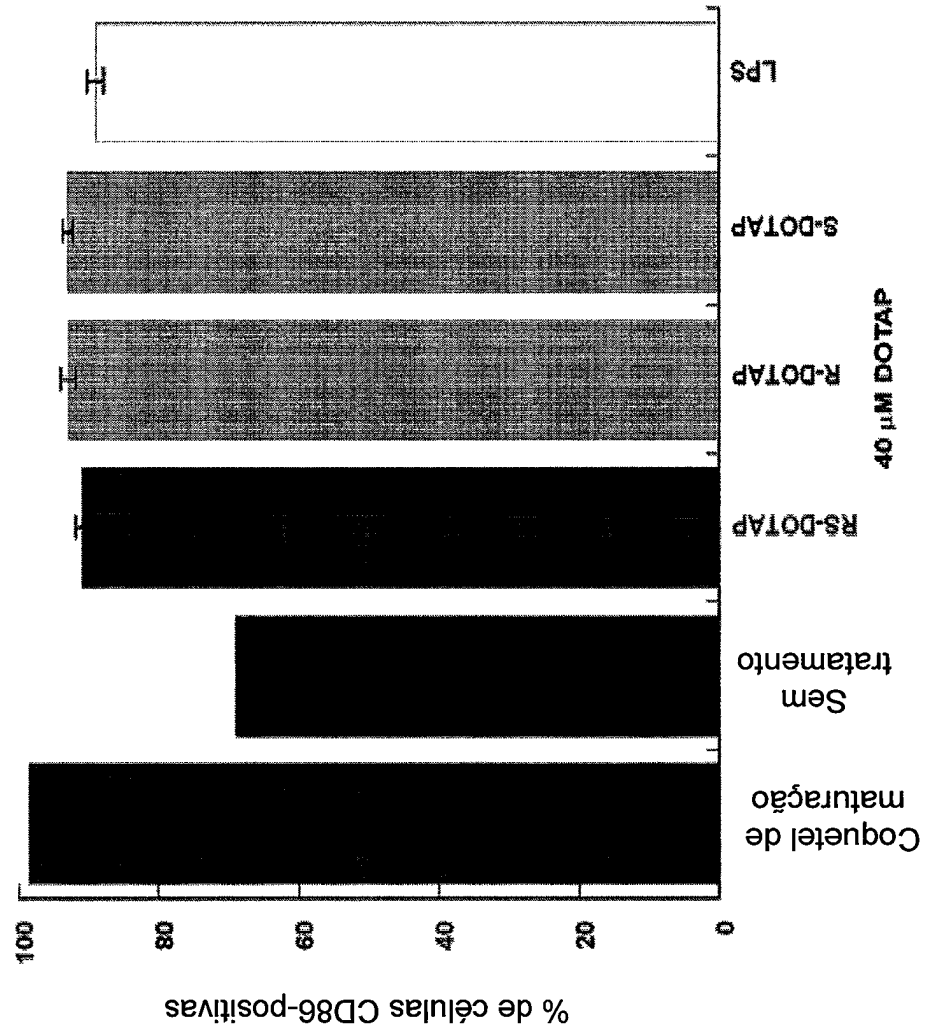 % de células CD86-positivas
100
80
60
40
20
0
Coquetel de
maturação
Sem
tratamento
RS-DOTAP
R-DOTAP
S-DOTAP
LPS
40 µM DOTAP